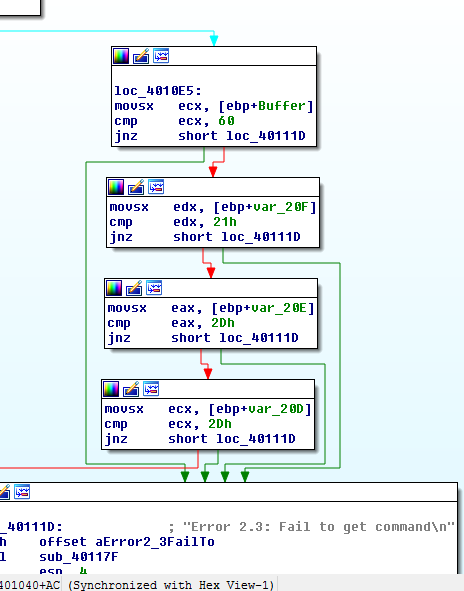 loc_4010E5:
movsx ecx, [ebp+Buffer]
cmp ecx, 60
jnz short loc_40111D
movsx edx, [ebp+var_20F]
cmp edx, 21h
jnz short loc_40111D
movsx eax, [ebp+var_20E]
cmp eax, 2Dh
jnz short loc_40111D
movsx ecx, [ebp+var_20D]
cmp ecx, 2Dh
jnz short loc_40111D
_40111D: ; "Error 2.3: Fail to get command\n"
h offset aError2_3FailTo
l sub_40117F
esp, 4
401040+AC (Synchronized with Hex View-1)